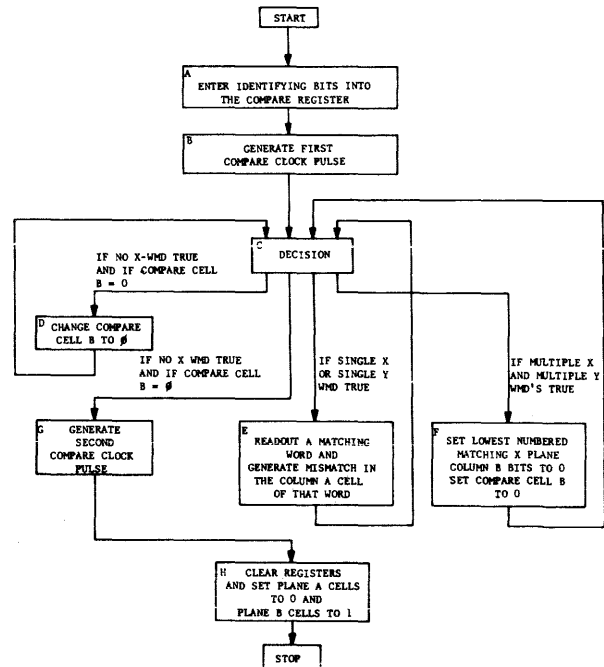 START
A
ENTER IDENTIFYING BITS INTO
THE COMPARE REGISTER
B
GENERATE FIRST
COMPARE CLOCK PULSE
C
DECISION
IF NO X-WMD TRUE
AND IF COMPARE CELL
B = 0
D
CHANGE COMPARE
CELL B TO ∅
IF NO X WMD TRUE
AND IF COMPARE CELL
B = ∅
IF SINGLE X
OR SINGLE Y
WMD TRUE
IF MULTIPLE X
AND MULTIPLE Y
WMD'S TRUE
G
GENERATE
SECOND
COMPARE CLOCK
PULSE
E
READOUT A MATCHING
WORD AND
GENERATE MISMATCH IN
THE COLUMN A CELL
OF THAT WORD
F
SET LOWEST NUMBERED
MATCHING X PLANE
COLUMN B BITS TO 0
SET COMPARE CELL B
TO 0
H
CLEAR REGISTERS
AND SET PLANE A CELLS
TO 0 AND
PLANE B CELLS TO 1
STOP